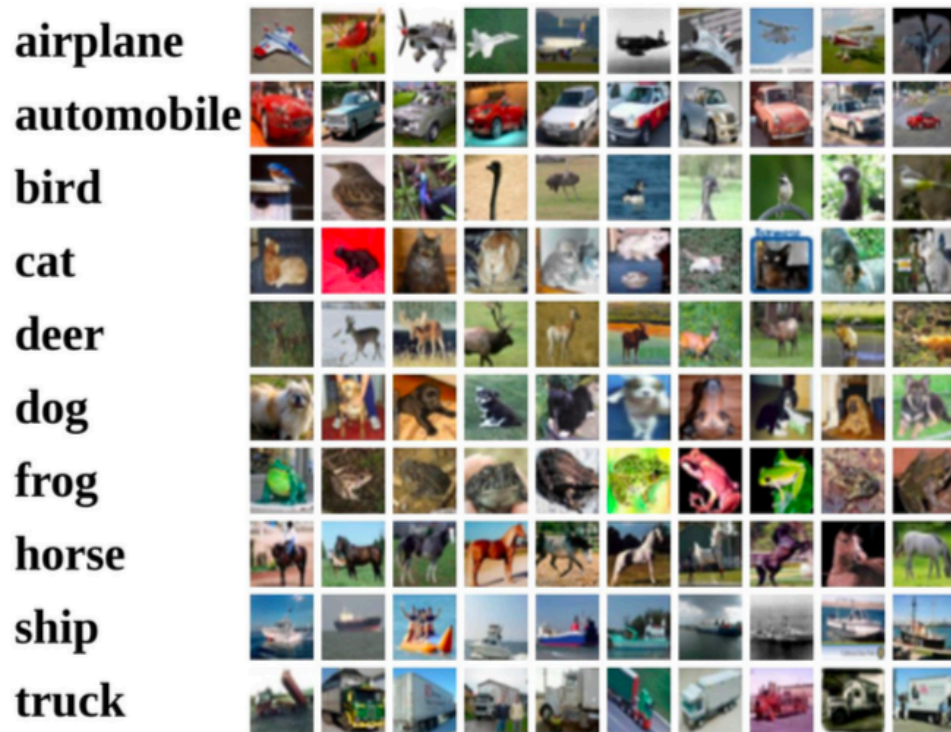 airplane
automobile
bird
cat
deer
dog
frog
horse
ship
truck